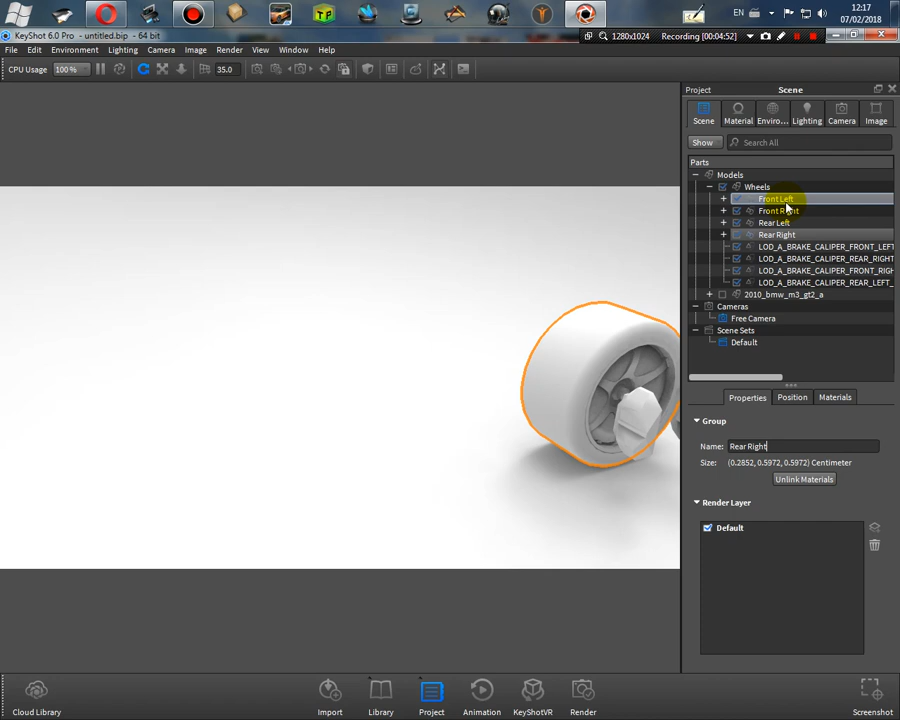 EN
12:17
07/02/2018
KeyShot 6.0 Pro - untitled.bip - 64 bit
1280x1024
Recording [00:04:52]
File Edit Environment Lighting Camera Image Render View Window Help
CPU Usage 100 % 35.0
Project Scene
Scene Material Enviro... Lighting Camera Image
Show Search All
Parts
Models
Wheels
Front Left
Front Right
Rear Left
Rear Right
LOD_A_BRAKE_CALIPER_FRONT_LEFT
LOD_A_BRAKE_CALIPER_REAR_RIGHT
LOD_A_BRAKE_CALIPER_FRONT_RIGH
LOD_A_BRAKE_CALIPER_REAR_LEFT_
2010_bmw_m3_gt2_a
Cameras
Free Camera
Scene Sets
Default
Properties Position Materials
Group
Name: Rear Right
Size: (0.2852, 0.5972, 0.5972) Centimeter
Unlink Materials
Render Layer
Default
Cloud Library Import Library Project Animation KeyShotVR Render Screenshot